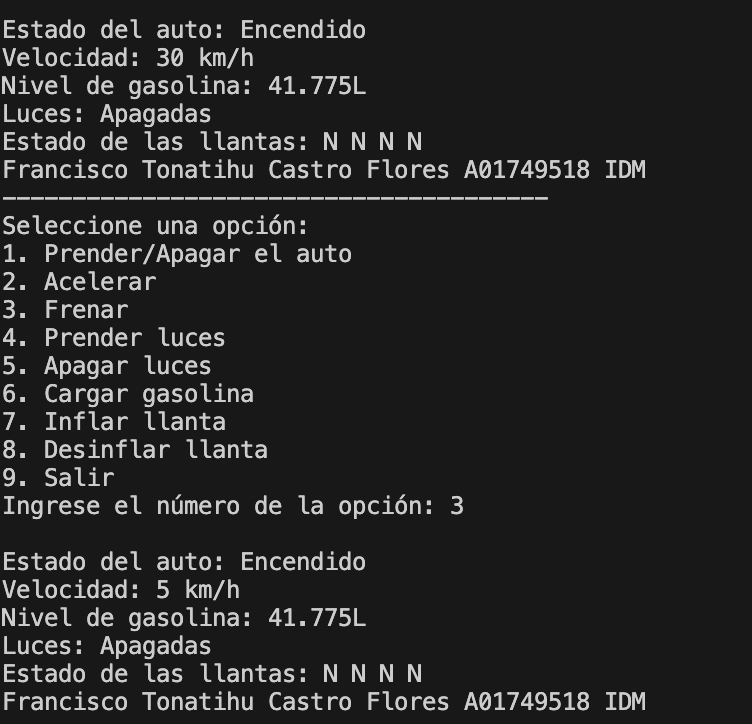 Estado del auto: Encendido
Velocidad: 30 km/h
Nivel de gasolina: 41.775L
Luces: Apagadas
Estado de las llantas: N N N N
Francisco Tonatihu Castro Flores A01749518 IDM
---------------------------------------
Seleccione una opción:
1. Prender/Apagar el auto
2. Acelerar
3. Frenar
4. Prender luces
5. Apagar luces
6. Cargar gasolina
7. Inflar llanta
8. Desinflar llanta
9. Salir
Ingrese el número de la opción: 3
Estado del auto: Encendido
Velocidad: 5 km/h
Nivel de gasolina: 41.775L
Luces: Apagadas
Estado de las llantas: N N N N
Francisco Tonatihu Castro Flores A01749518 IDM